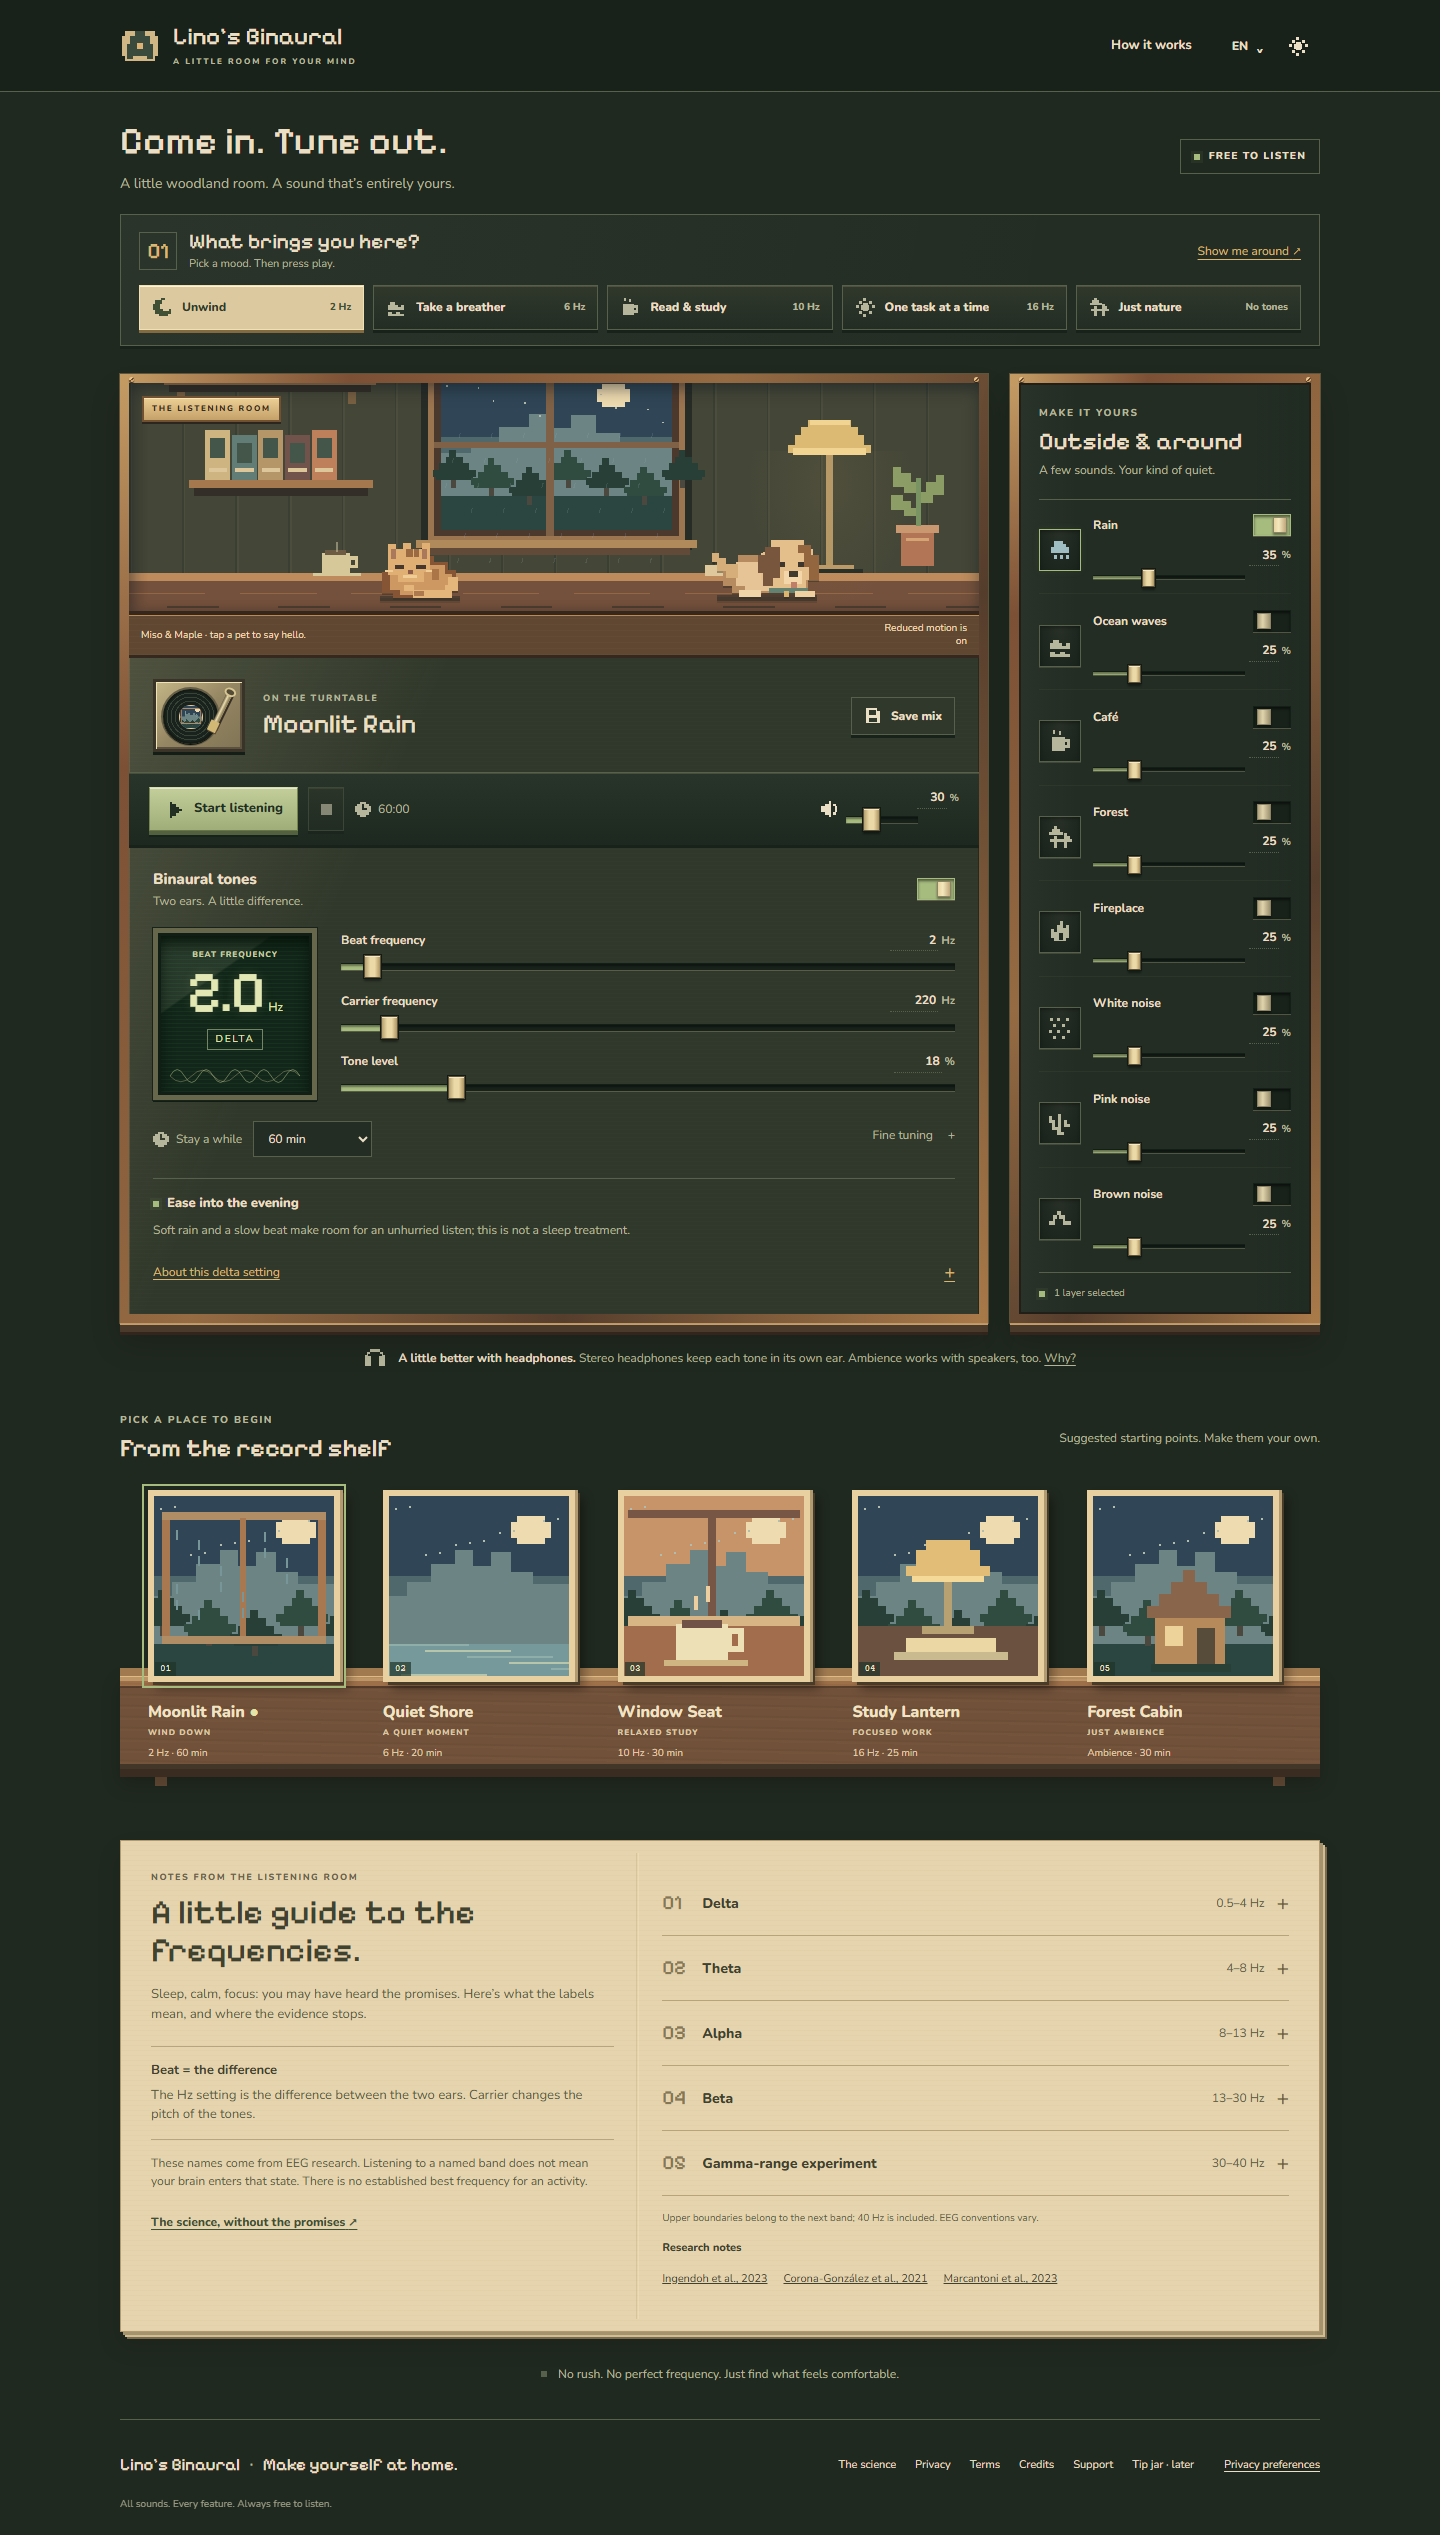 Lino's Binaural
A LITTLE ROOM FOR YOUR MIND
How it works
EN
Come in. Tune out.
A little woodland room. A sound that's entirely yours.
FREE TO LISTEN
01
What brings you here?
Pick a mood. Then press play.
Show me around ↗
Unwind 2 Hz
Take a breather 6 Hz
Read & study 10 Hz
One task at a time 16 Hz
Just nature No tones
THE LISTENING ROOM
Miso & Maple · tap a pet to say hello.
Reduced motion is
on
ON THE TURNTABLE
Moonlit Rain
Save mix
Start listening
60:00
30 %
Binaural tones
Two ears. A little difference.
BEAT FREQUENCY
2.0 Hz
DELTA
Beat frequency 2 Hz
Carrier frequency 220 Hz
Tone level 18 %
Stay a while
60 min
Fine tuning +
Ease into the evening
Soft rain and a slow beat make room for an unhurried listen; this is not a sleep treatment.
About this delta setting +
MAKE IT YOURS
Outside & around
A few sounds. Your kind of quiet.
Rain
35 %
Ocean waves
25 %
Café
25 %
Forest
25 %
Fireplace
25 %
White noise
25 %
Pink noise
25 %
Brown noise
25 %
1 layer selected
A little better with headphones. Stereo headphones keep each tone in its own ear. Ambience works with speakers, too. Why?
PICK A PLACE TO BEGIN
From the record shelf
Suggested starting points. Make them your own.
01
Moonlit Rain ●
WIND DOWN
2 Hz · 60 min
02
Quiet Shore
A QUIET MOMENT
6 Hz · 20 min
03
Window Seat
RELAXED STUDY
10 Hz · 30 min
04
Study Lantern
FOCUSED WORK
16 Hz · 25 min
05
Forest Cabin
JUST AMBIENCE
Ambience · 30 min
NOTES FROM THE LISTENING ROOM
A little guide to the
frequencies.
Sleep, calm, focus: you may have heard the promises. Here's what the labels
mean, and where the evidence stops.
Beat = the difference
The Hz setting is the difference between the two ears. Carrier changes the
pitch of the tones.
These names come from EEG research. Listening to a named band does not mean
your brain enters that state. There is no established best frequency for an activity.
The science, without the promises ↗
01 Delta 0.5–4 Hz +
02 Theta 4–8 Hz +
03 Alpha 8–13 Hz +
04 Beta 13–30 Hz +
05 Gamma-range experiment 30–40 Hz +
Upper boundaries belong to the next band; 40 Hz is included. EEG conventions vary.
Research notes
Ingendoh et al., 2023 Corona-González et al., 2021 Marcantoni et al., 2023
No rush. No perfect frequency. Just find what feels comfortable.
Lino's Binaural · Make yourself at home.
The science Privacy Terms Credits Support Tip jar · later Privacy preferences
All sounds. Every feature. Always free to listen.